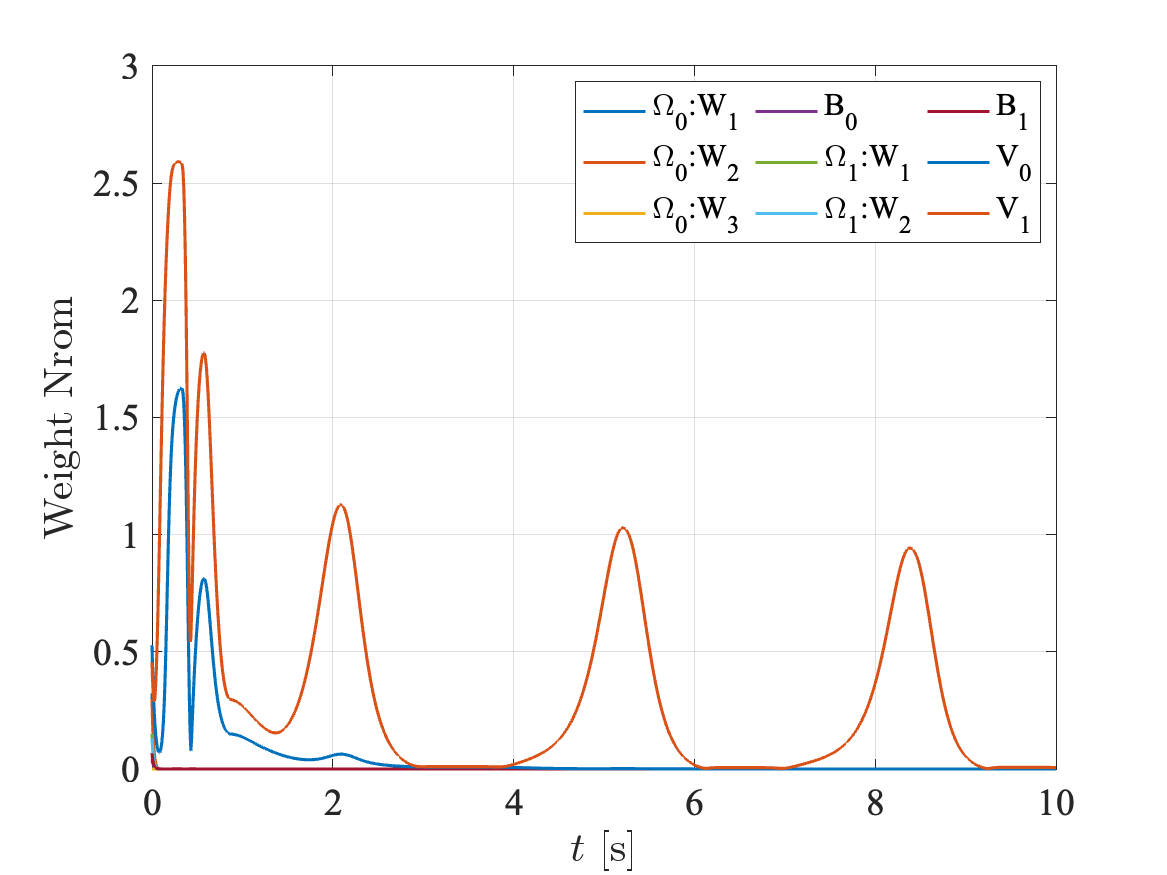 3
2.5
2
1.5
1
0.5
0
Weight Nrom
Ω₀:W₁ B₀ B₁
Ω₀:W₂ Ω₁:W₁ V₀
Ω₀:W₃ Ω₁:W₂ V₁
0 2 4 6 8 10
t [s]